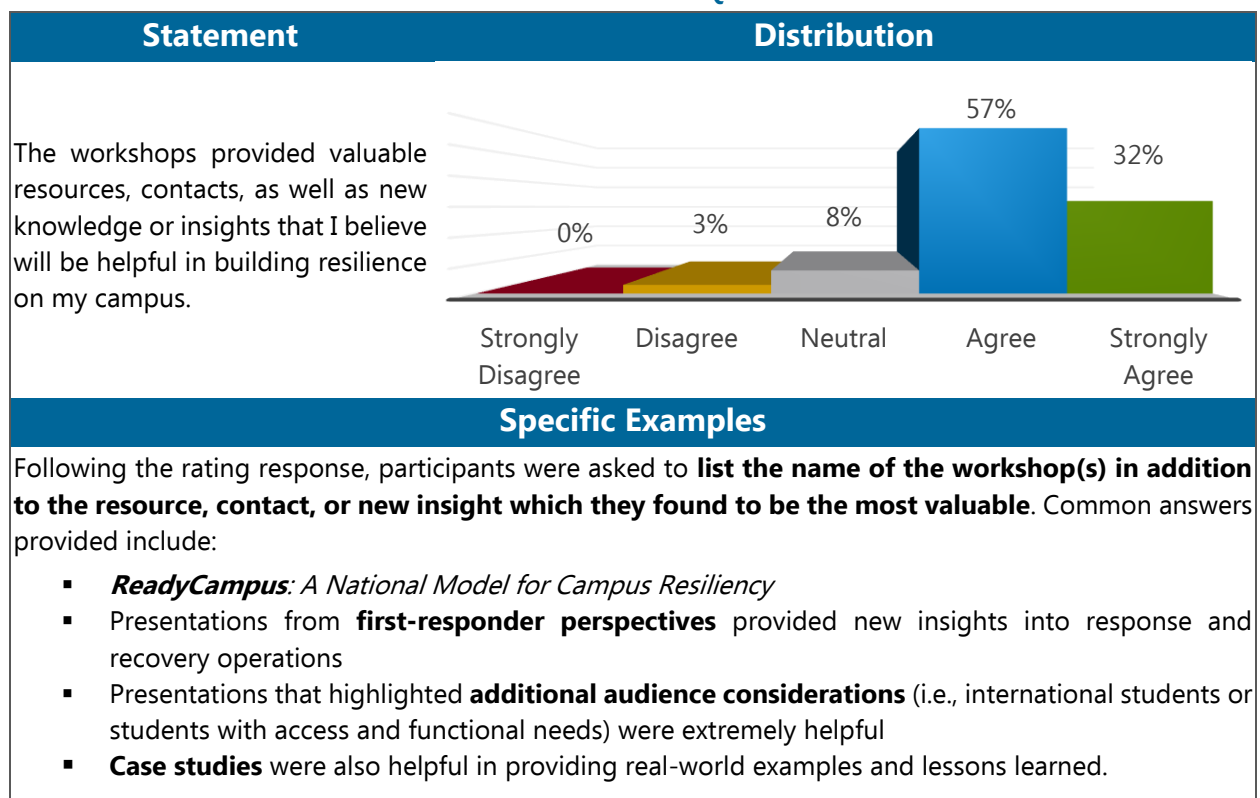 Statement
Distribution
The workshops provided valuable
resources, contacts, as well as new
knowledge or insights that I believe
will be helpful in building resilience
on my campus.
0%
3%
8%
57%
32%
Strongly Disagree
Disagree
Neutral
Agree
Strongly Agree
Specific Examples
Following the rating response, participants were asked to list the name of the workshop(s) in addition
to the resource, contact, or new insight which they found to be the most valuable. Common answers
provided include:
▪ ReadyCampus: A National Model for Campus Resiliency
▪ Presentations from first-responder perspectives provided new insights into response and
recovery operations
▪ Presentations that highlighted additional audience considerations (i.e., international students or
students with access and functional needs) were extremely helpful
▪ Case studies were also helpful in providing real-world examples and lessons learned.